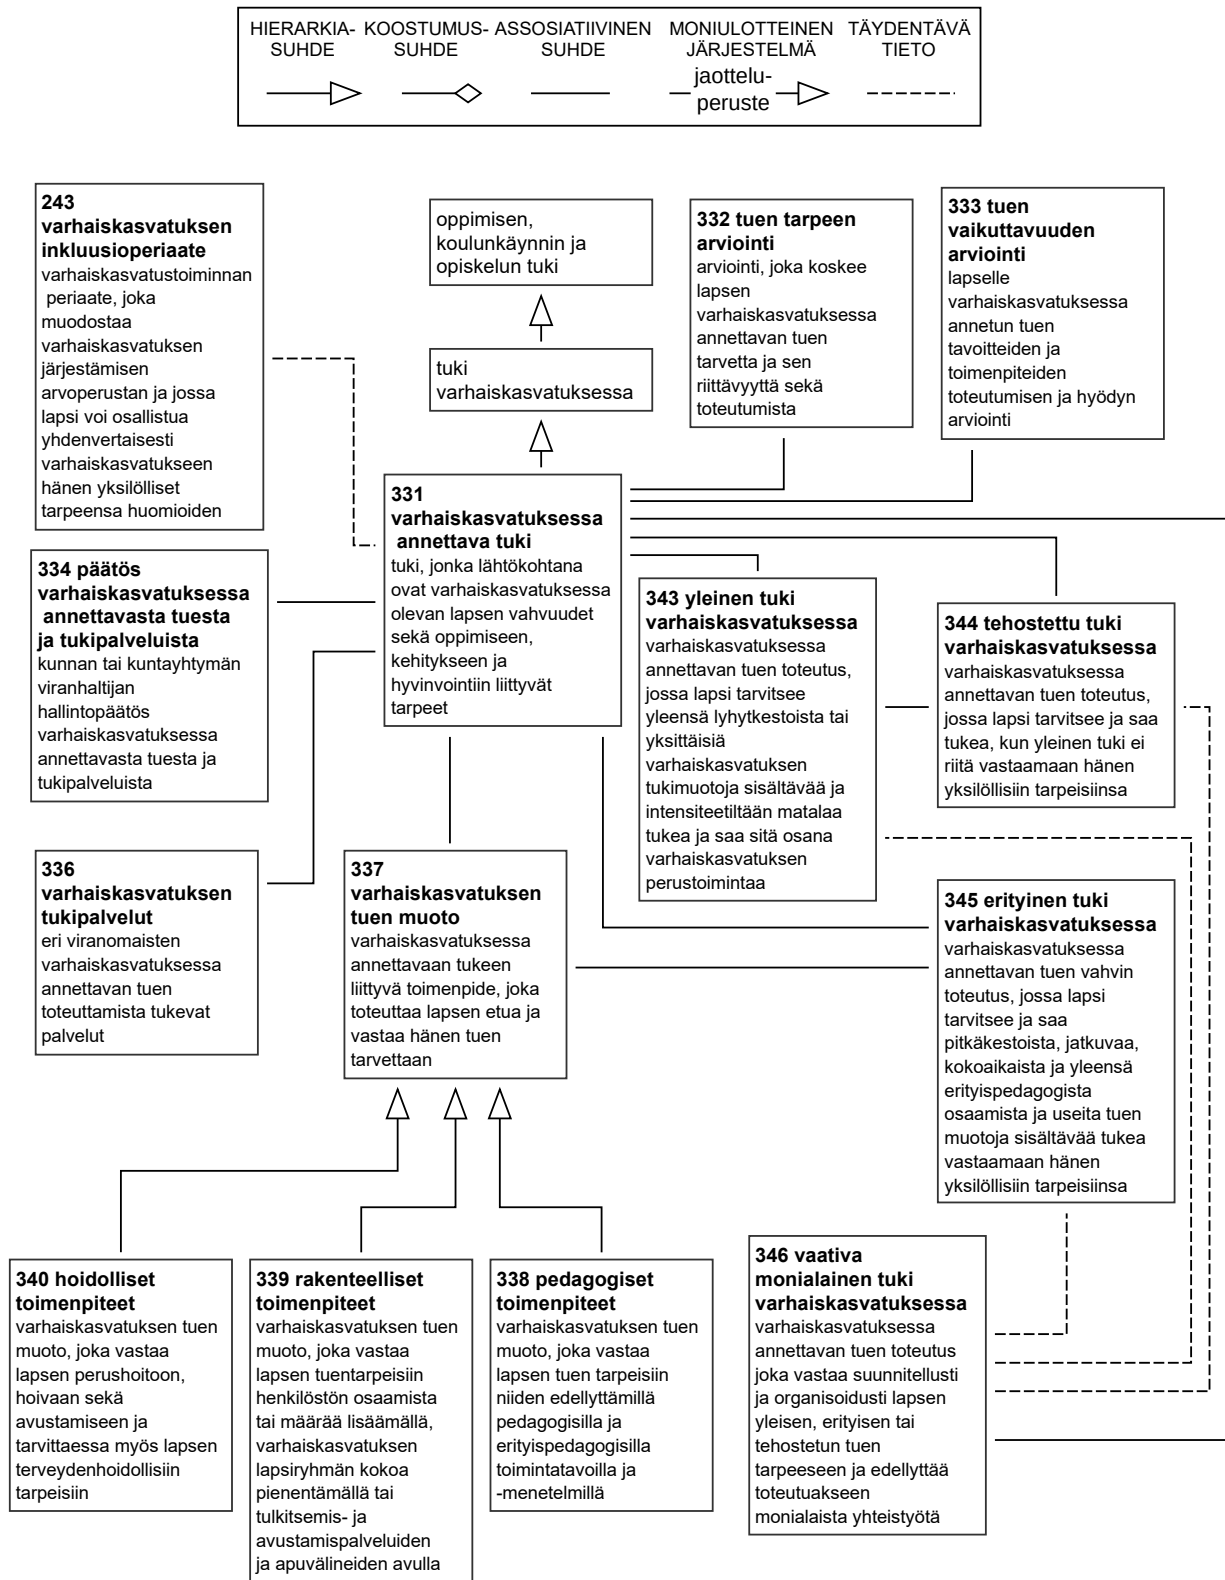 HIERARKIA-
SUHDE
KOOSTUMUS-
SUHDE
ASSOSIATIIVINEN
SUHDE
MONIULOTTEINEN
JÄRJESTELMÄ
jaottelu-
peruste
TÄYDENTÄVÄ
TIETO
243
varhaiskasvatuksen
inkluusioperiaate
varhaiskasvatustoiminnan
periaate, joka
muodostaa
varhaiskasvatuksen
järjestämisen
arvoperustan ja jossa
lapsi voi osallistua
yhdenvertaisesti
varhaiskasvatukseen
hänen yksilölliset
tarpeensa huomioiden
oppimisen,
koulunkäynnin ja
opiskelun tuki
tuki
varhaiskasvatuksessa
332 tuen tarpeen
arviointi
arviointi, joka koskee
lapsen
varhaiskasvatuksessa
annettavan tuen
tarvetta ja sen
riittävyyttä sekä
toteutumista
333 tuen
vaikuttavuuden
arviointi
lapselle
varhaiskasvatuksessa
annetun tuen
tavoitteiden ja
toimenpiteiden
toteutumisen ja hyödyn
arviointi
331
varhaiskasvatuksessa
annettava tuki
tuki, jonka lähtökohtana
ovat varhaiskasvatuksessa
olevan lapsen vahvuudet
sekä oppimiseen,
kehitykseen ja
hyvinvointiin liittyvät
tarpeet
334 päätös
varhaiskasvatuksessa
annettavasta tuesta
ja tukipalveluista
kunnan tai kuntayhtymän
viranhaltijan
hallintopäätös
varhaiskasvatuksessa
annettavasta tuesta ja
tukipalveluista
343 yleinen tuki
varhaiskasvatuksessa
varhaiskasvatuksessa
annettavan tuen toteutus,
jossa lapsi tarvitsee
yleensä lyhytkestoista tai
yksittäisiä
varhaiskasvatuksen
tukimuotoja sisältävää ja
intensiteetiltään matalaa
tukea ja saa sitä osana
varhaiskasvatuksen
perustoimintaa
344 tehostettu tuki
varhaiskasvatuksessa
varhaiskasvatuksessa
annettavan tuen toteutus,
jossa lapsi tarvitsee ja saa
tukea, kun yleinen tuki ei
riitä vastaamaan hänen
yksilöllisiin tarpeisiinsa
336
varhaiskasvatuksen
tukipalvelut
eri viranomaisten
varhaiskasvatuksessa
annettavan tuen
toteuttamista tukevat
palvelut
337
varhaiskasvatuksen
tuen muoto
varhaiskasvatuksessa
annettavaan tukeen
liittyvä toimenpide, joka
toteuttaa lapsen etua ja
vastaa hänen tuen
tarvettaan
345 erityinen tuki
varhaiskasvatuksessa
varhaiskasvatuksessa
annettavan tuen vahvin
toteutus, jossa lapsi
tarvitsee ja saa
pitkäkestoista, jatkuvaa,
kokoaikaista ja yleensä
erityispedagogista
osaamista ja useita tuen
muotoja sisältävää tukea
vastaamaan hänen
yksilöllisiin tarpeisiinsa
340 hoidolliset
toimenpiteet
varhaiskasvatuksen tuen
muoto, joka vastaa
lapsen perushoitoon,
hoivaan sekä
avustamiseen ja
tarvittaessa myös lapsen
terveydenhoidollisiin
tarpeisiin
339 rakenteelliset
toimenpiteet
varhaiskasvatuksen tuen
muoto, joka vastaa
lapsen tuentarpeisiin
henkilöstön osaamista
tai määrää lisäämällä,
varhaiskasvatuksen
lapsiryhmän kokoa
pienentämällä tai
tulkitsemis- ja
avustamispalveluiden
ja apuvälineiden avulla
338 pedagogiset
toimenpiteet
varhaiskasvatuksen tuen
muoto, joka vastaa
lapsen tuen tarpeisiin
niiden edellyttämillä
pedagogisilla ja
erityispedagogisilla
toimintatavoilla ja
-menetelmillä
346 vaativa
monialainen tuki
varhaiskasvatuksessa
varhaiskasvatuksessa
annettavan tuen toteutus
joka vastaa suunnitellusti
ja organisoidusti lapsen
yleisen, erityisen tai
tehostetun tuen
tarpeeseen ja edellyttää
toteutuakseen
monialaista yhteistyötä